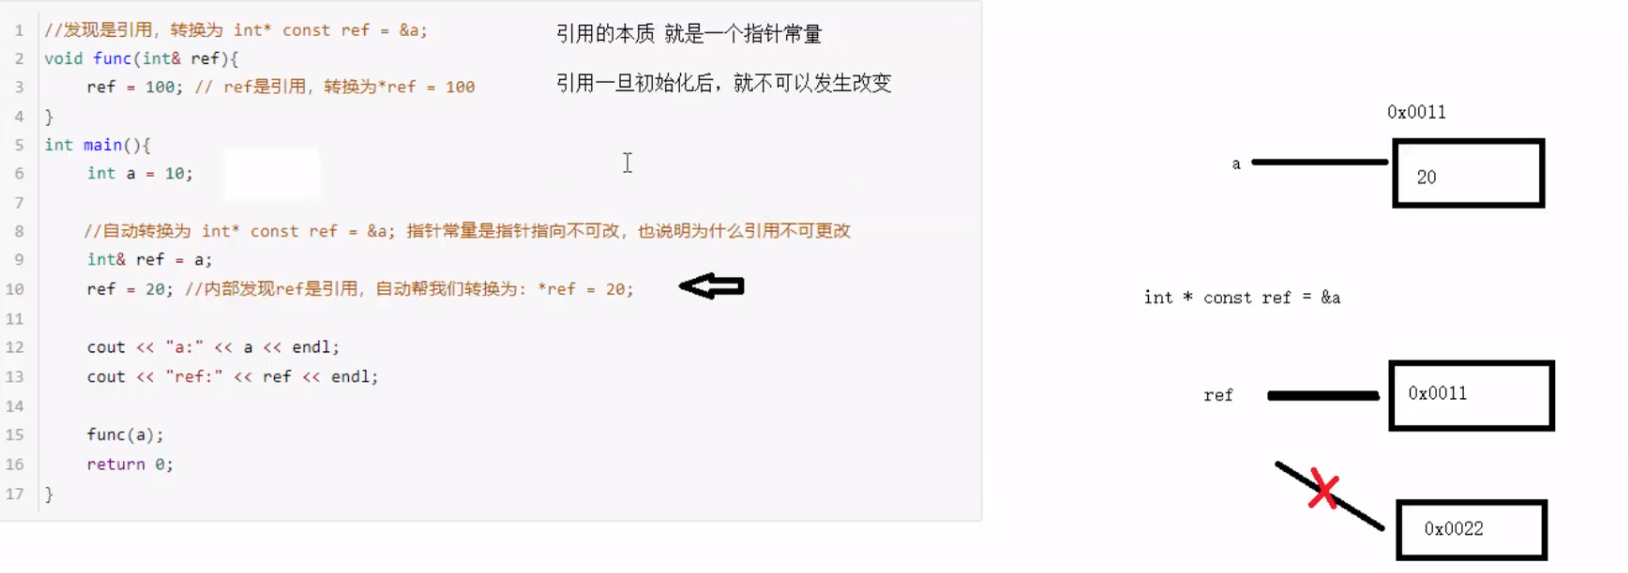 1 //发现是引用，转换为 int* const ref = &a;
2 void func(int& ref){
3 ref = 100; // ref是引用，转换为*ref = 100
4 }
5 int main(){
6 int a = 10;
7
8 //自动转换为 int* const ref = &a; 指针常量是指针指向不可改，也说明为什么引用不可更改
9 int& ref = a;
10 ref = 20; //内部发现ref是引用，自动帮我们转换为: *ref = 20;
11
12 cout << "a:" << a << endl;
13 cout << "ref:" << ref << endl;
14
15 func(a);
16 return 0;
17 }
引用的本质 就是一个指针常量
引用一旦初始化后，就不可以发生改变
0x0011
a
20
int * const ref = &a
ref
0x0011
0x0022